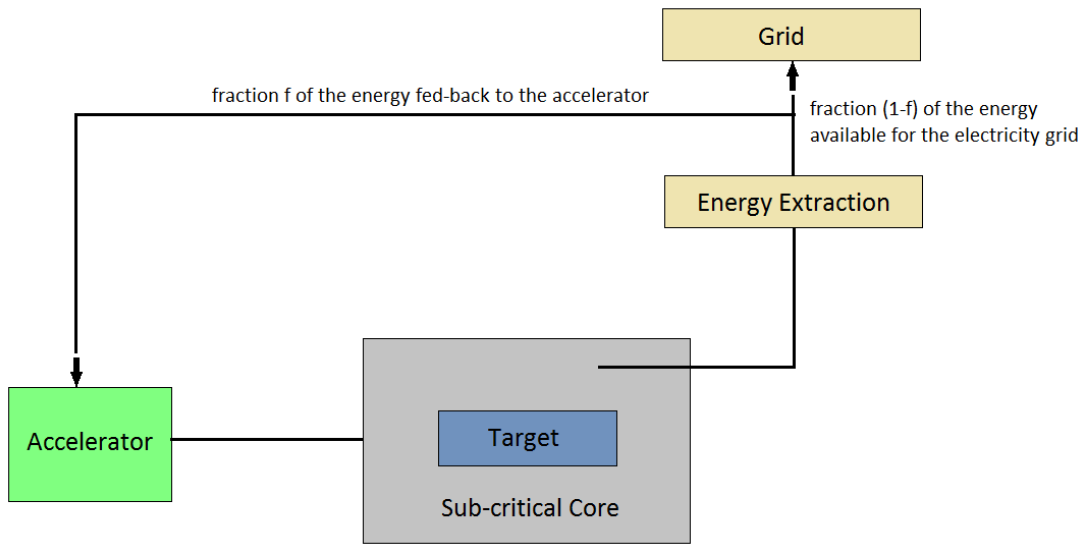 Grid
fraction f of the energy fed-back to the accelerator
fraction (1-f) of the energy
available for the electricity grid
Energy Extraction
Accelerator
Target
Sub-critical Core